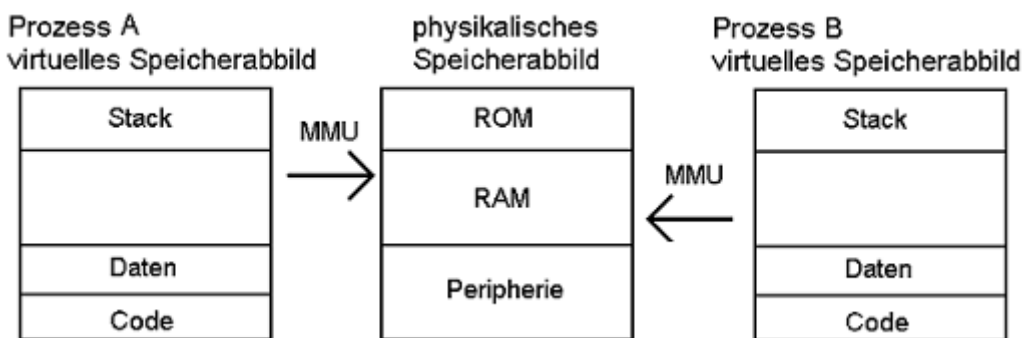 Prozess A
virtuelles Speicherabbild
physikalisches
Speicherabbild
Prozess B
virtuelles Speicherabbild
Stack
Daten
Code
MMU
ROM
RAM
Peripherie
MMU
Stack
Daten
Code